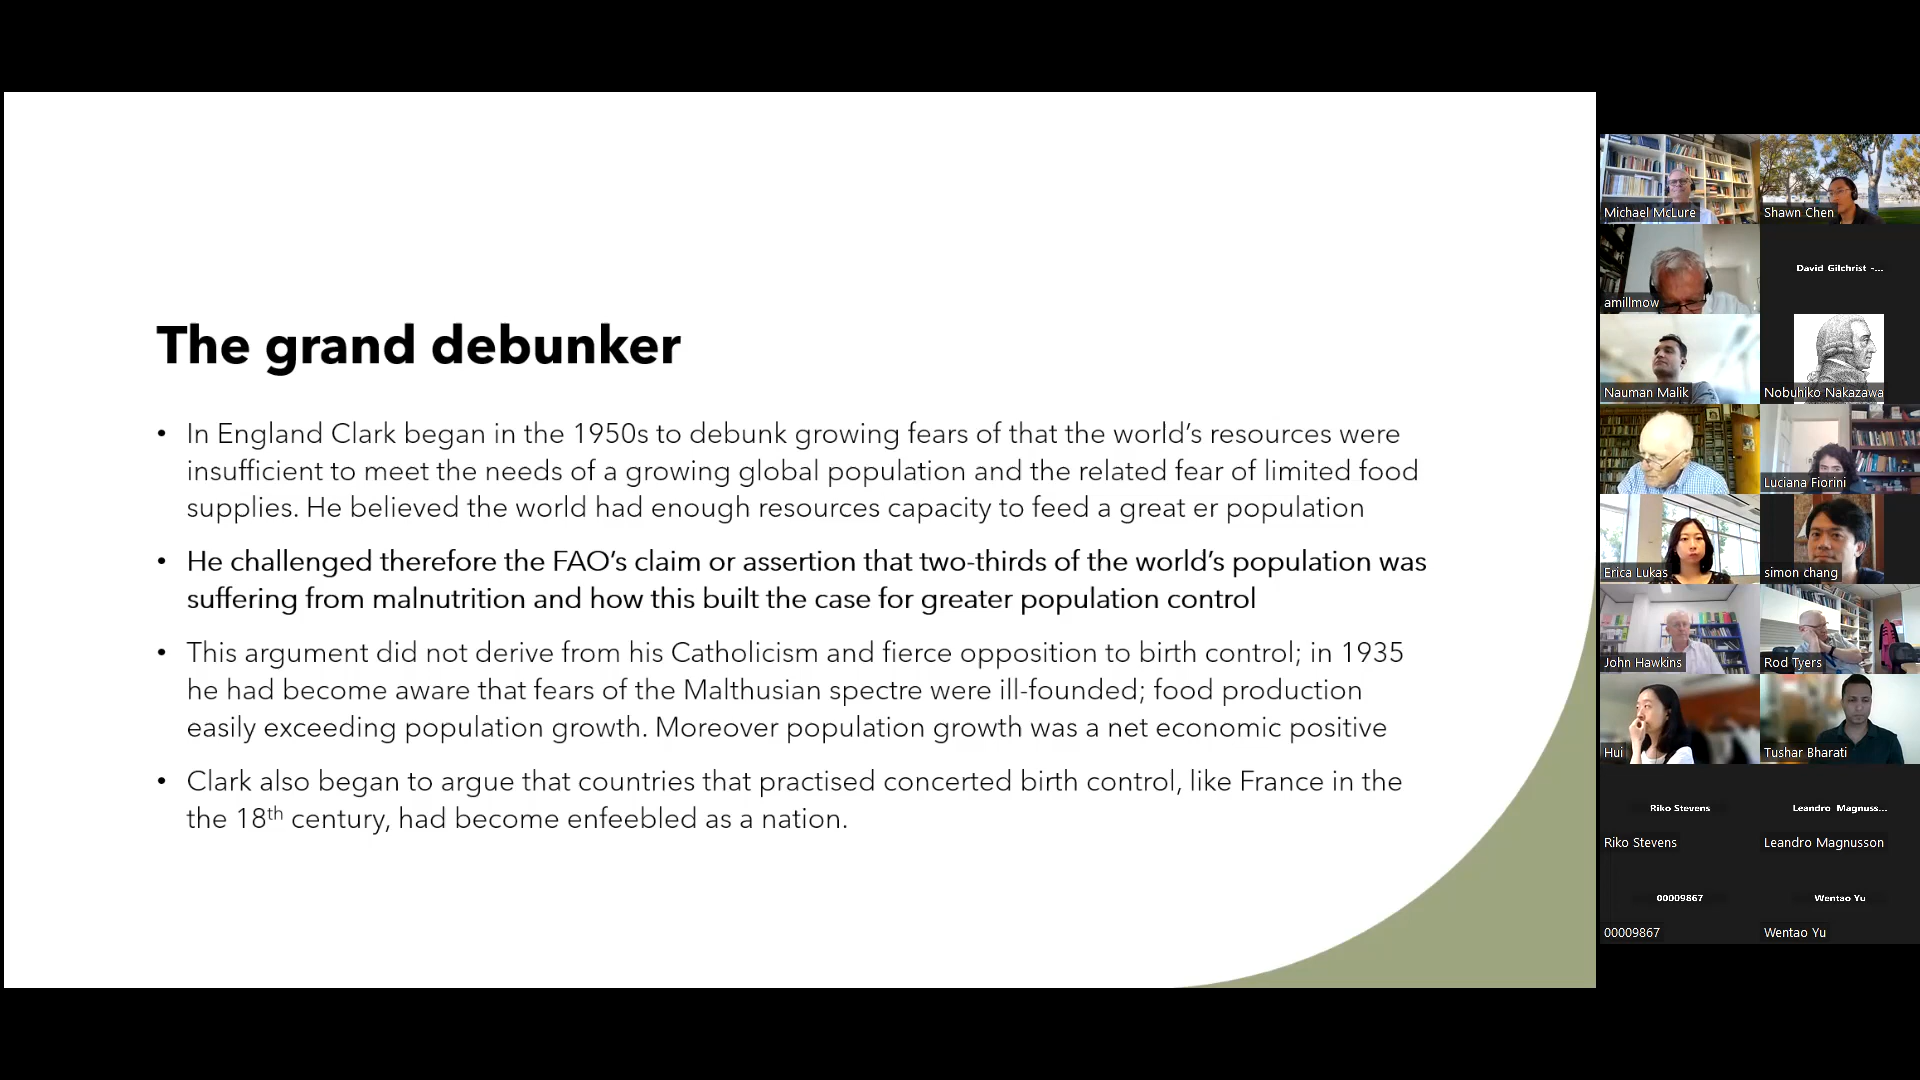 The grand debunker
• In England Clark began in the 1950s to debunk growing fears of that the world's resources were
insufficient to meet the needs of a growing global population and the related fear of limited food
supplies. He believed the world had enough resources capacity to feed a great er population
• He challenged therefore the FAO's claim or assertion that two-thirds of the world's population was
suffering from malnutrition and how this built the case for greater population control
• This argument did not derive from his Catholicism and fierce opposition to birth control; in 1935
he had become aware that fears of the Malthusian spectre were ill-founded; food production
easily exceeding population growth. Moreover population growth was a net economic positive
• Clark also began to argue that countries that practised concerted birth control, like France in the
the 18th century, had become enfeebled as a nation.
Michael McLure
Shawn Chen
amillmow
David Gilchrist -...
Nauman Malik
Nobuhiko Nakazawa
Luciana Fiorini
Erica Lukas
simon chang
John Hawkins
Rod Tyers
Hui
Tushar Bharati
Riko Stevens
Riko Stevens
Leandro Magnuss...
Leandro Magnusson
00009867
00009867
Wentao Yu
Wentao Yu